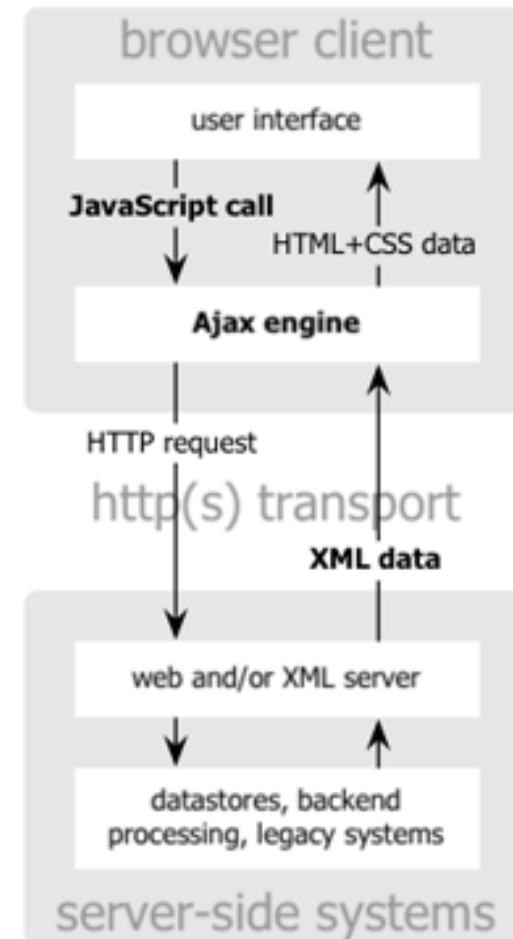 browser client
user interface
JavaScript call
HTML+CSS data
Ajax engine
HTTP request
http(s) transport
XML data
web and/or XML server
datastores, backend
processing, legacy systems
server-side systems